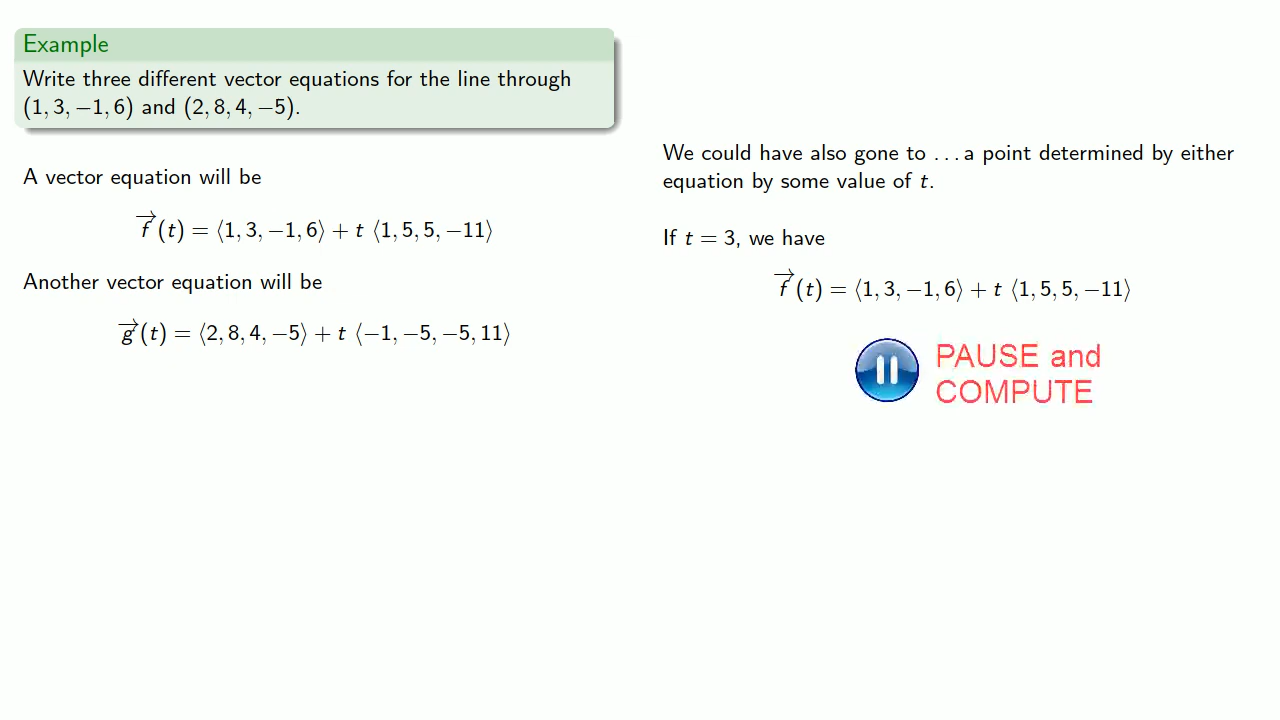 Example
Write three different vector equations for the line through
(1, 3, −1, 6) and (2, 8, 4, −5).
A vector equation will be
f⃗ (t) = ⟨1, 3, −1, 6⟩ + t ⟨1, 5, 5, −11⟩
Another vector equation will be
g⃗ (t) = ⟨2, 8, 4, −5⟩ + t ⟨−1, −5, −5, 11⟩
We could have also gone to . . . a point determined by either
equation by some value of t.
If t = 3, we have
f⃗ (t) = ⟨1, 3, −1, 6⟩ + t ⟨1, 5, 5, −11⟩
PAUSE and
COMPUTE